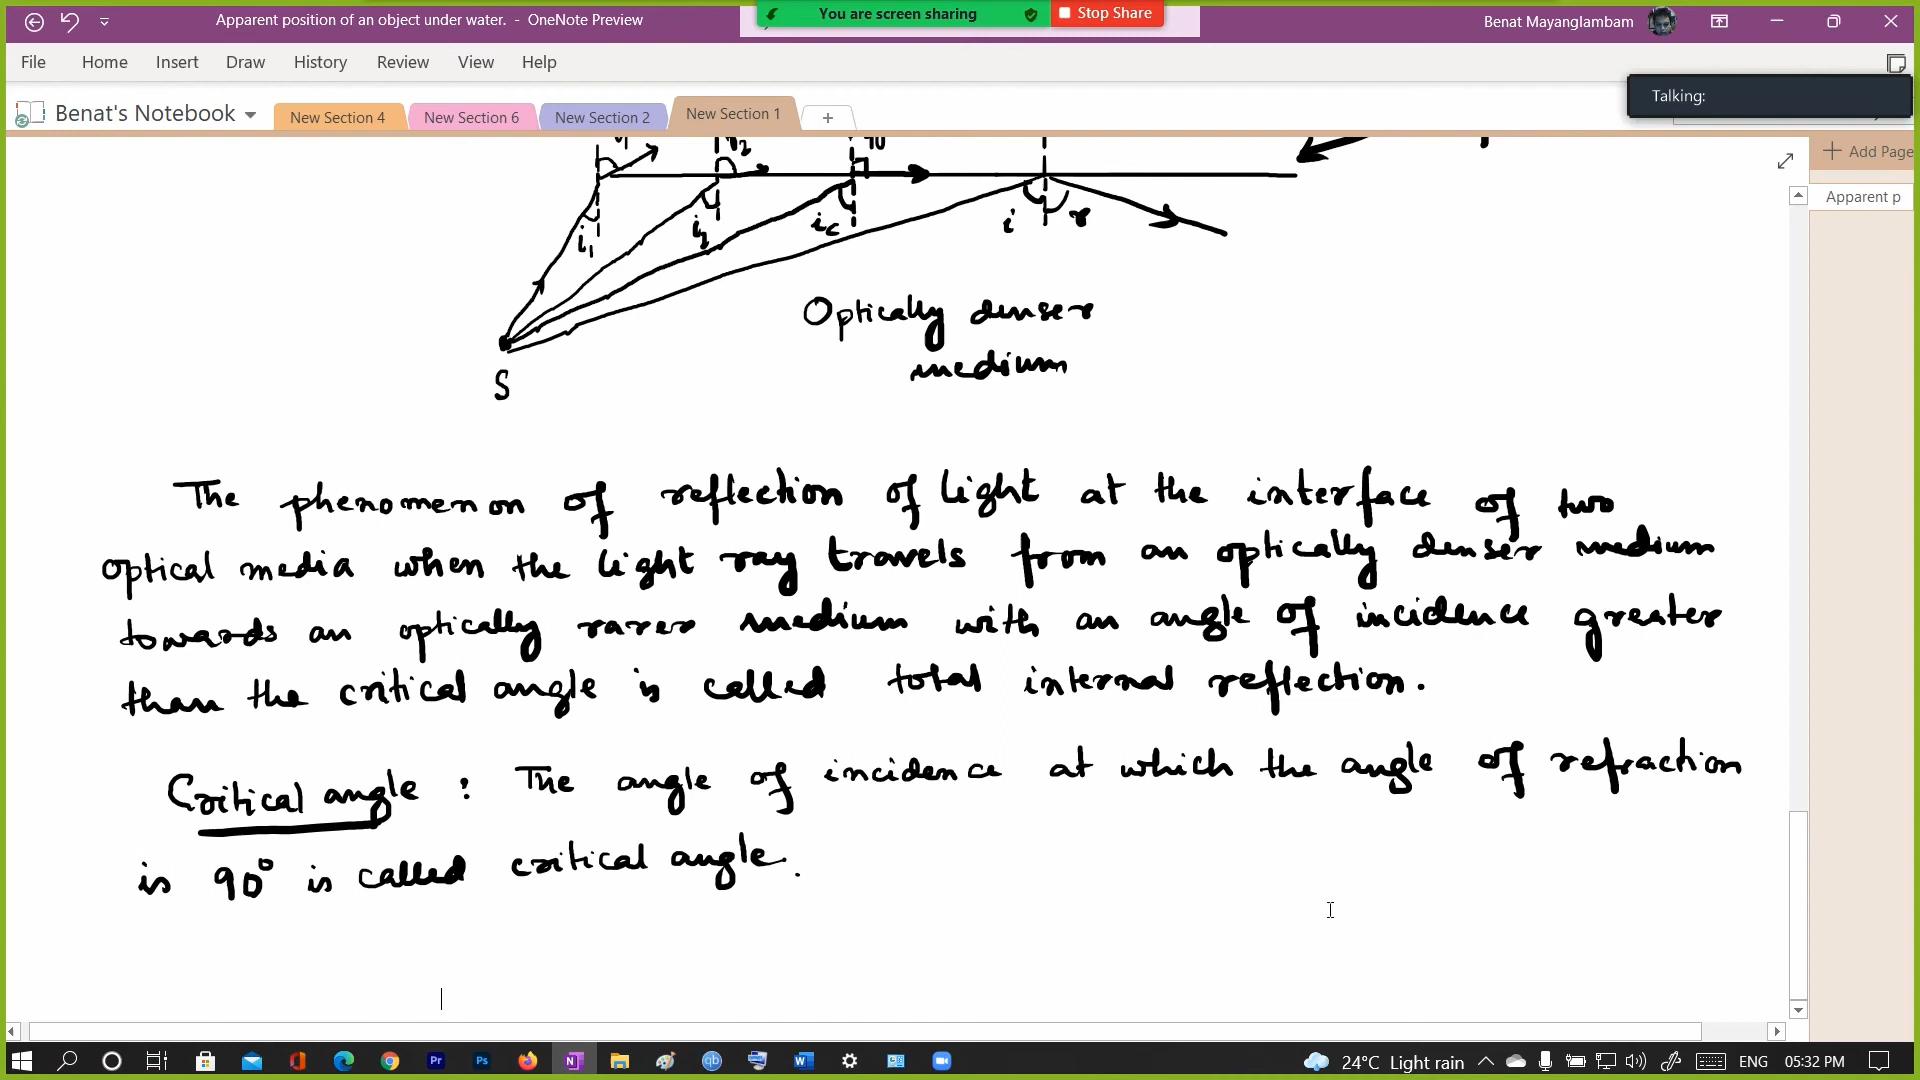 Apparent position of an object under water. - OneNote Preview
You are screen sharing
Stop Share
Benat Mayanglambam
File Home Insert Draw History Review View Help
Talking:
Benat's Notebook
New Section 4
New Section 6
New Section 2
New Section 1
+
Add Page
Apparent p
i₁
i₂
i_c
i
r
S
Optically denser
medium
The phenomenon of reflection of light at the interface of two
optical media when the light ray travels from an optically denser medium
towards an optically rarer medium with an angle of incidence greater
than the critical angle is called total internal reflection.
Critical angle : The angle of incidence at which the angle of refraction
is 90° is called critical angle.
24°C Light rain
ENG
05:32 PM